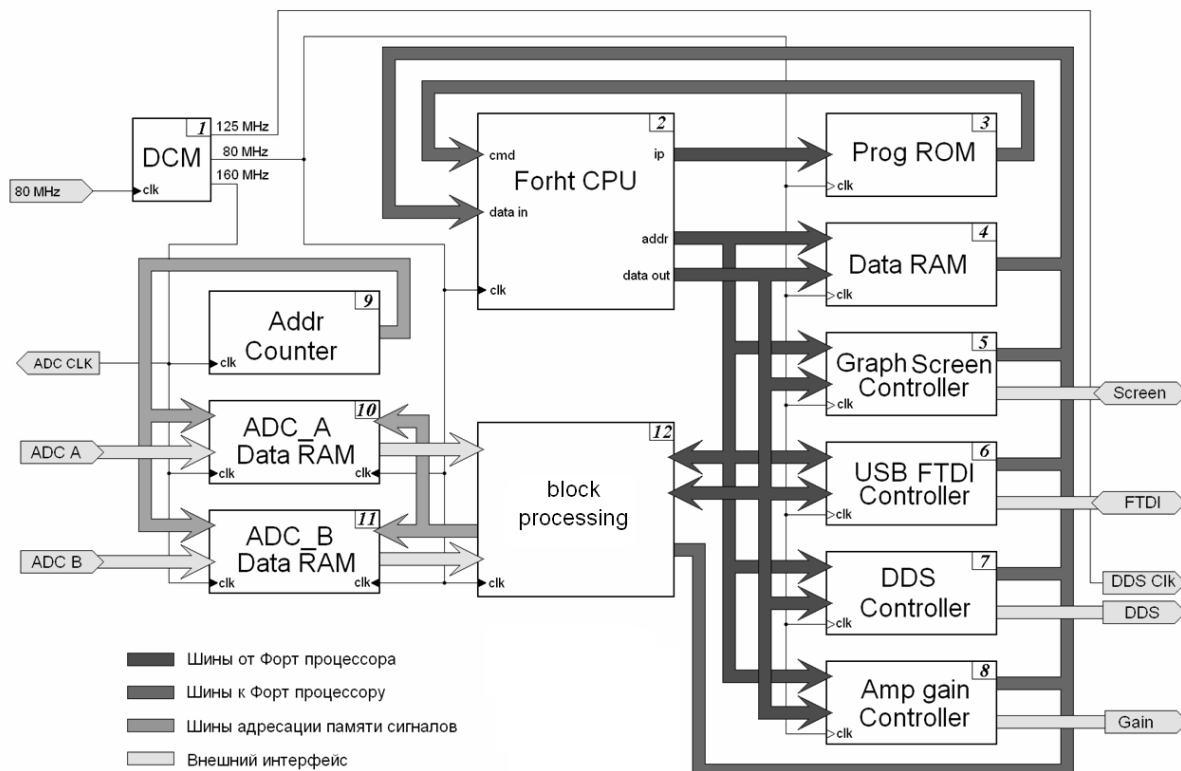 1
125 MHz
DCM
80 MHz
160 MHz
80 MHz
clk
2
cmd
ip
Forht CPU
data in
addr
data out
clk
3
Prog ROM
clk
4
Data RAM
clk
5
Graph Screen
Controller
clk
Screen
6
USB FTDI
Controller
clk
FTDI
7
DDS
Controller
clk
DDS Clk
DDS
8
Amp gain
Controller
clk
Gain
9
Addr
Counter
clk
ADC CLK
10
ADC_A
Data RAM
clk
clk
ADC A
11
ADC_B
Data RAM
clk
clk
ADC B
12
block
processing
clk
Шины от Форт процессора
Шины к Форт процессору
Шины адресации памяти сигналов
Внешний интерфейс